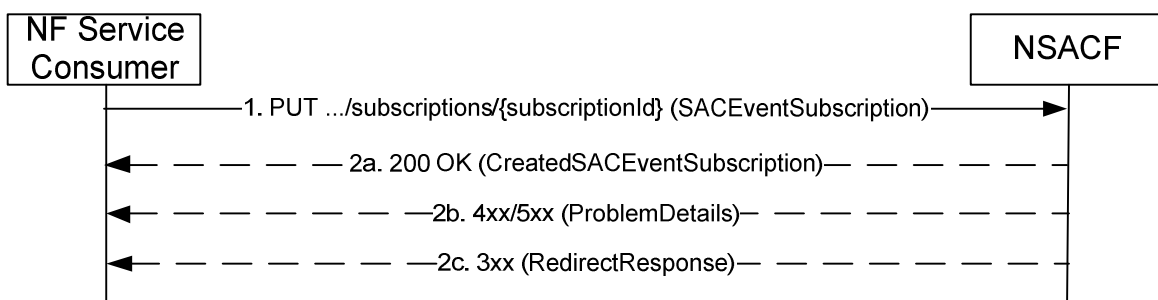 NF Service
Consumer
NSACF
1. PUT .../subscriptions/{subscriptionId} (SACEventSubscription)
2a. 200 OK (CreatedSACEventSubscription)
2b. 4xx/5xx (ProblemDetails)
2c. 3xx (RedirectResponse)